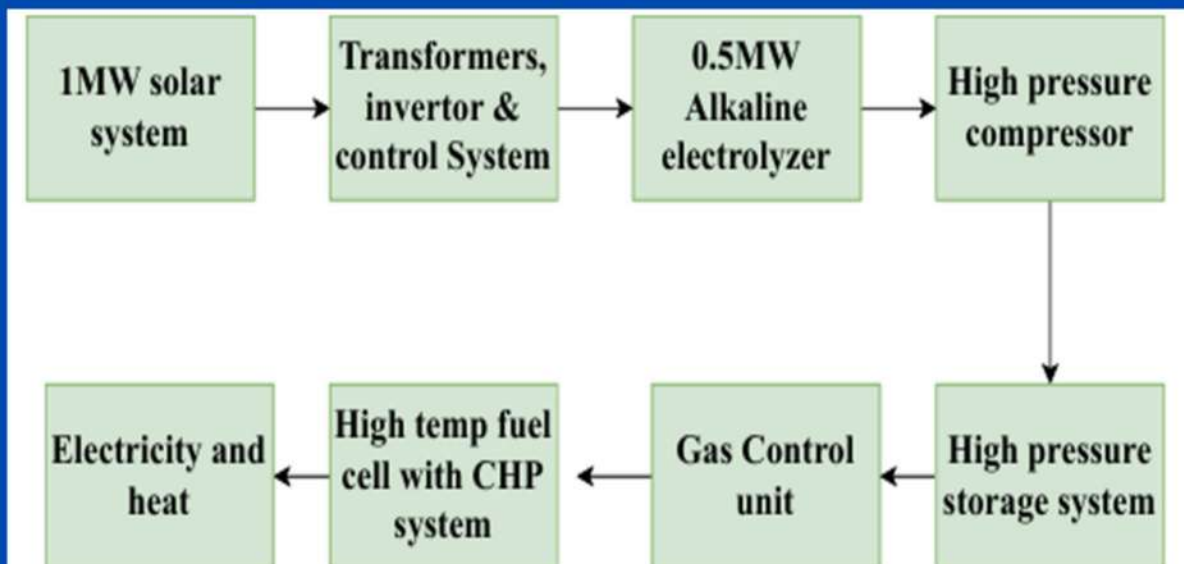 1MW solar
system
Transformers,
invertor &
control System
0.5MW
Alkaline
electrolyzer
High pressure
compressor
Electricity and
heat
High temp fuel
cell with CHP
system
Gas Control
unit
High pressure
storage system